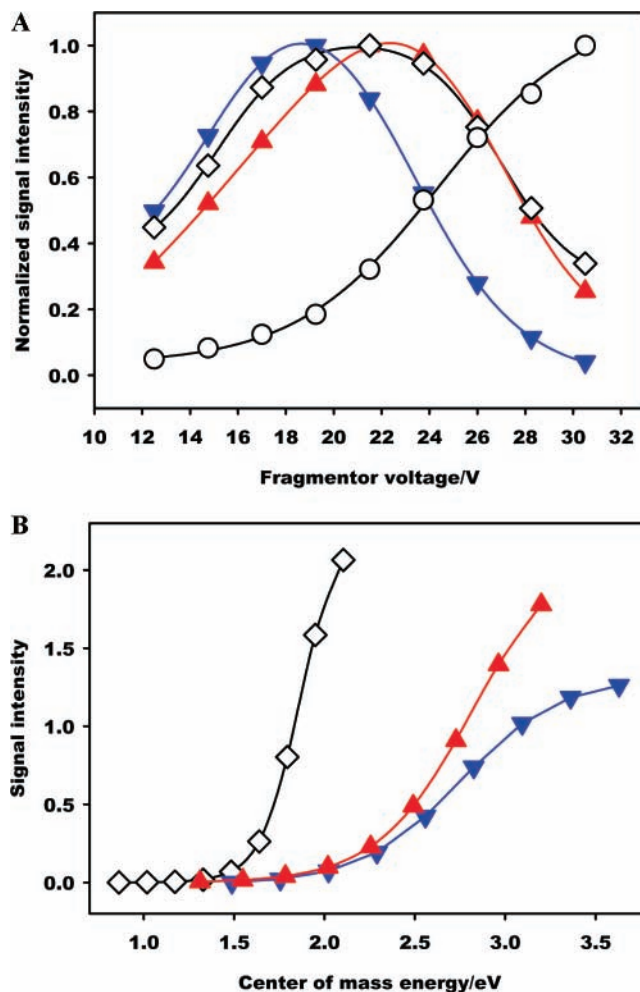 A
Normalized signal intensitiy
1.0
0.8
0.6
0.4
0.2
0.0
10 12 14 16 18 20 22 24 26 28 30 32
Fragmentor voltage/V
B
Signal intensity
2.0
1.5
1.0
0.5
0.0
1.0 1.5 2.0 2.5 3.0 3.5
Center of mass energy/eV